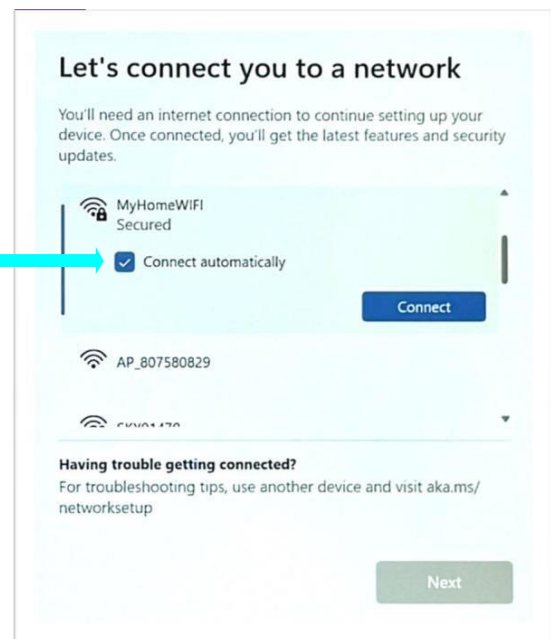 Let's connect you to a network
You'll need an internet connection to continue setting up your
device. Once connected, you'll get the latest features and security
updates.
MyHomeWIFI
Secured
Connect automatically
Connect
AP_807580829
Having trouble getting connected?
For troubleshooting tips, use another device and visit aka.ms/
networksetup
Next